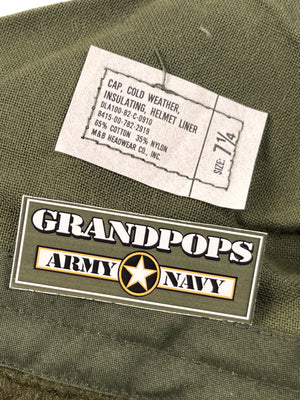 CAP, COLD WEATHER,
INSULATING, HELMET LINER
DLA100-82-C-0910
8415-00-782-2919
65% COTTON 35% NYLON
M&B HEADWEAR CO., INC.
SIZE: 7 1/4
GRANDPOPS
ARMY NAVY